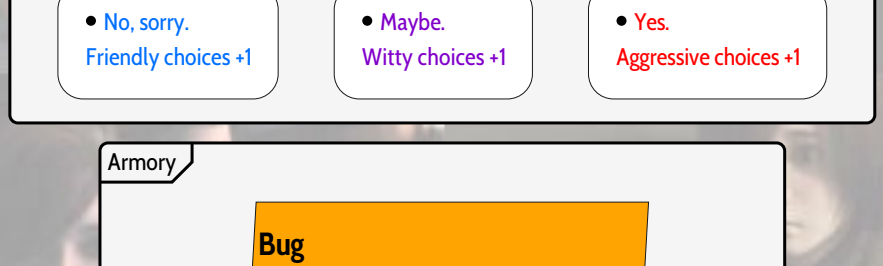 • No, sorry.
Friendly choices +1
• Maybe.
Witty choices +1
• Yes.
Aggressive choices +1
Armory
Bug